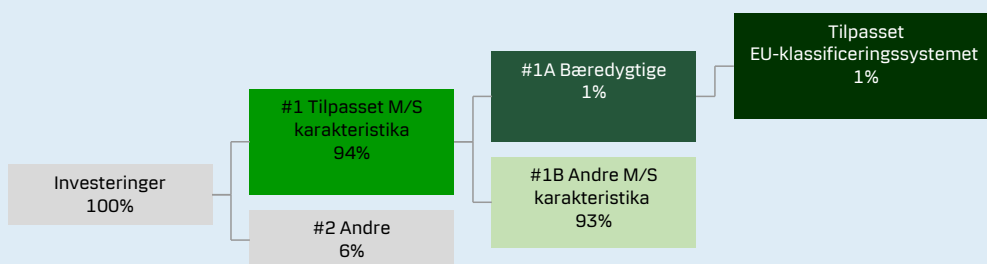 Investeringer
100%
#1 Tilpasset M/S
karakteristika
94%
#2 Andre
6%
#1A Bæredygtige
1%
#1B Andre M/S
karakteristika
93%
Tilpasset
EU-klassificeringssystemet
1%